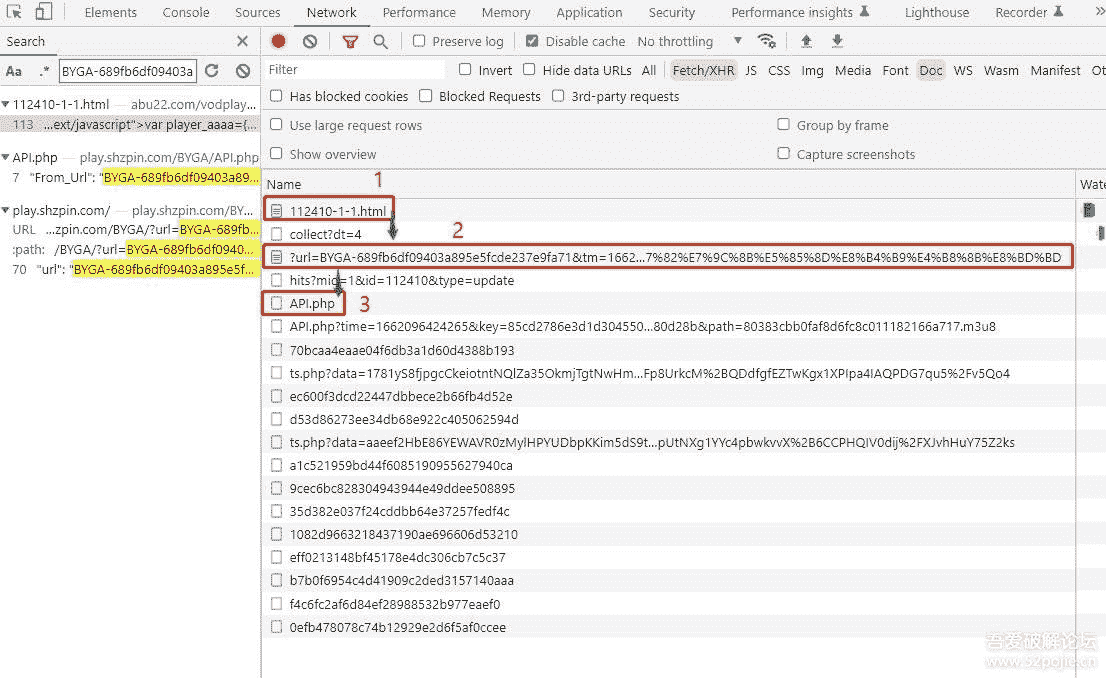 Elements Console Sources Network Performance Memory Application Security Performance insights Lighthouse Recorder
Search
Preserve log Disable cache No throttling
Aa .* BYGA-689fb6df09403a
Filter
Invert Hide data URLs All Fetch/XHR JS CSS Img Media Font Doc WS Wasm Manifest Ot
Has blocked cookies Blocked Requests 3rd-party requests
Use large request rows Group by frame
Show overview Capture screenshots
112410-1-1.html — abu22.com/vodplay...
113 ...ext/javascript">var player_aaaa={...
API.php — play.shzpin.com/BYGA/API.php
7 "From_Url": "BYGA-689fb6df09403a89...
play.shzpin.com/ — play.shzpin.com/BY...
URL ...zpin.com/BYGA/?url=BYGA-689fb...
:path: /BYGA/?url=BYGA-689fb6df0940...
70 "url": "BYGA-689fb6df09403a895e5f...
Name Wate
1
112410-1-1.html
collect?dt=4
2
?url=BYGA-689fb6df09403a895e5fcde237e9fa71&tm=1662...7%82%E7%9C%8B%E5%85%8D%E8%B4%B9%E4%B8%8B%E8%BD%BD
hits?mid=1&id=112410&type=update
API.php
3
API.php?time=1662096424265&key=85cd2786e3d1d304550...80d28b&path=80383cbb0faf8d6fc8c011182166a717.m3u8
70bcaa4eaae04f6db3a1d60d4388b193
ts.php?data=1781yS8fjpgcCkeiotntNQlZa35OkmjTgtNwHm...Fp8UrkcM%2BQDdfgfEZTwKgx1XPIpa4IAQPDG7qu5%2Fv5Qo4
ec600f3dcd22447dbbece2b66fb4d52e
d53d86273ee34db68e922c405062594d
ts.php?data=aaeef2HbE86YEWAVR0zMylHPYUDbpKKim5dS9t...pUtNXg1YYc4pbwkvvX%2B6CCPHQIV0dij%2FXJvhHuY75Z2ks
a1c521959bd44f6085190955627940ca
9cec6bc828304943944e49ddee508895
35d382e037f24cddbb64e37257fedf4c
1082d9663218437190ae696606d53210
eff0213148bf45178e4dc306cb7c5c37
b7b0f6954c4d41909c2ded3157140aaa
f4c6fc2af6d84ef28988532b977eaef0
0efb478078c74b12929e2d6f5af0ccee
吾爱破解论坛
www.52pojie.cn